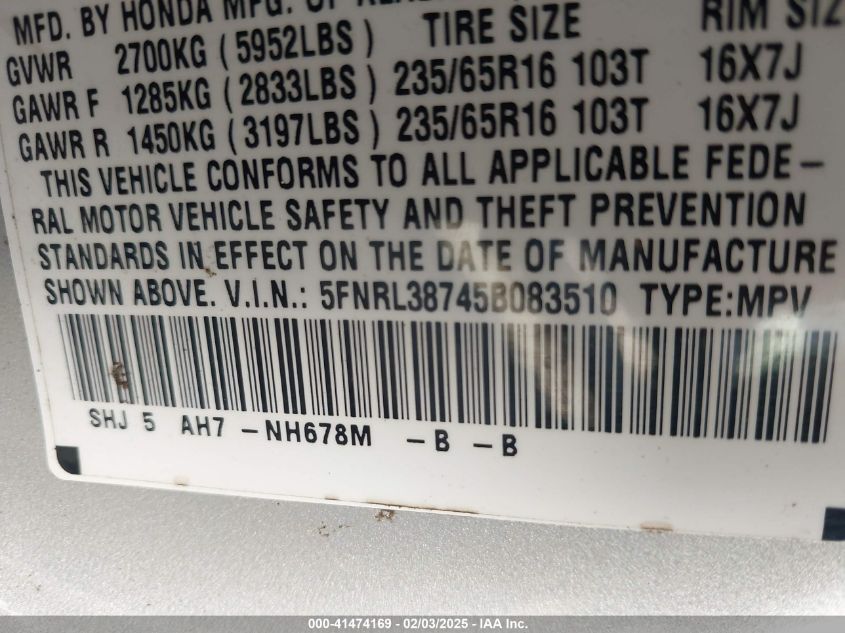 MFD. BY HONDA MFG. OF
TIRE SIZE RIM SIZ
GVWR 2700KG (5952LBS)
GAWR F 1285KG (2833LBS) 235/65R16 103T 16X7J
GAWR R 1450KG (3197LBS) 235/65R16 103T 16X7J
THIS VEHICLE CONFORMS TO ALL APPLICABLE FEDE-
RAL MOTOR VEHICLE SAFETY AND THEFT PREVENTION
STANDARDS IN EFFECT ON THE DATE OF MANUFACTURE
SHOWN ABOVE. V.I.N.: 5FNRL38745B083510 TYPE:MPV
SHJ 5 AH7 -NH678M -B -B
000-41474169 - 02/03/2025 - IAA Inc.